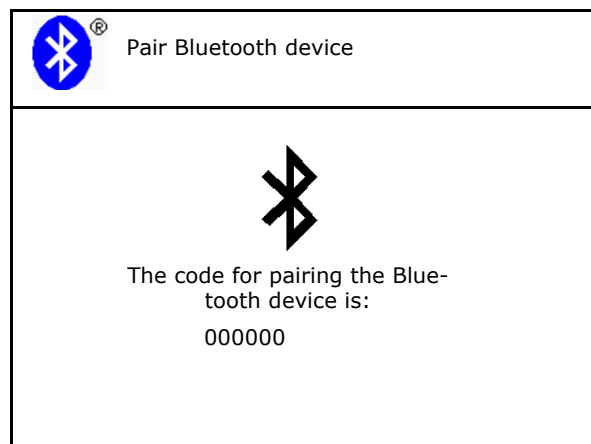 ®
Pair Bluetooth device
The code for pairing the Blue-
tooth device is:
000000